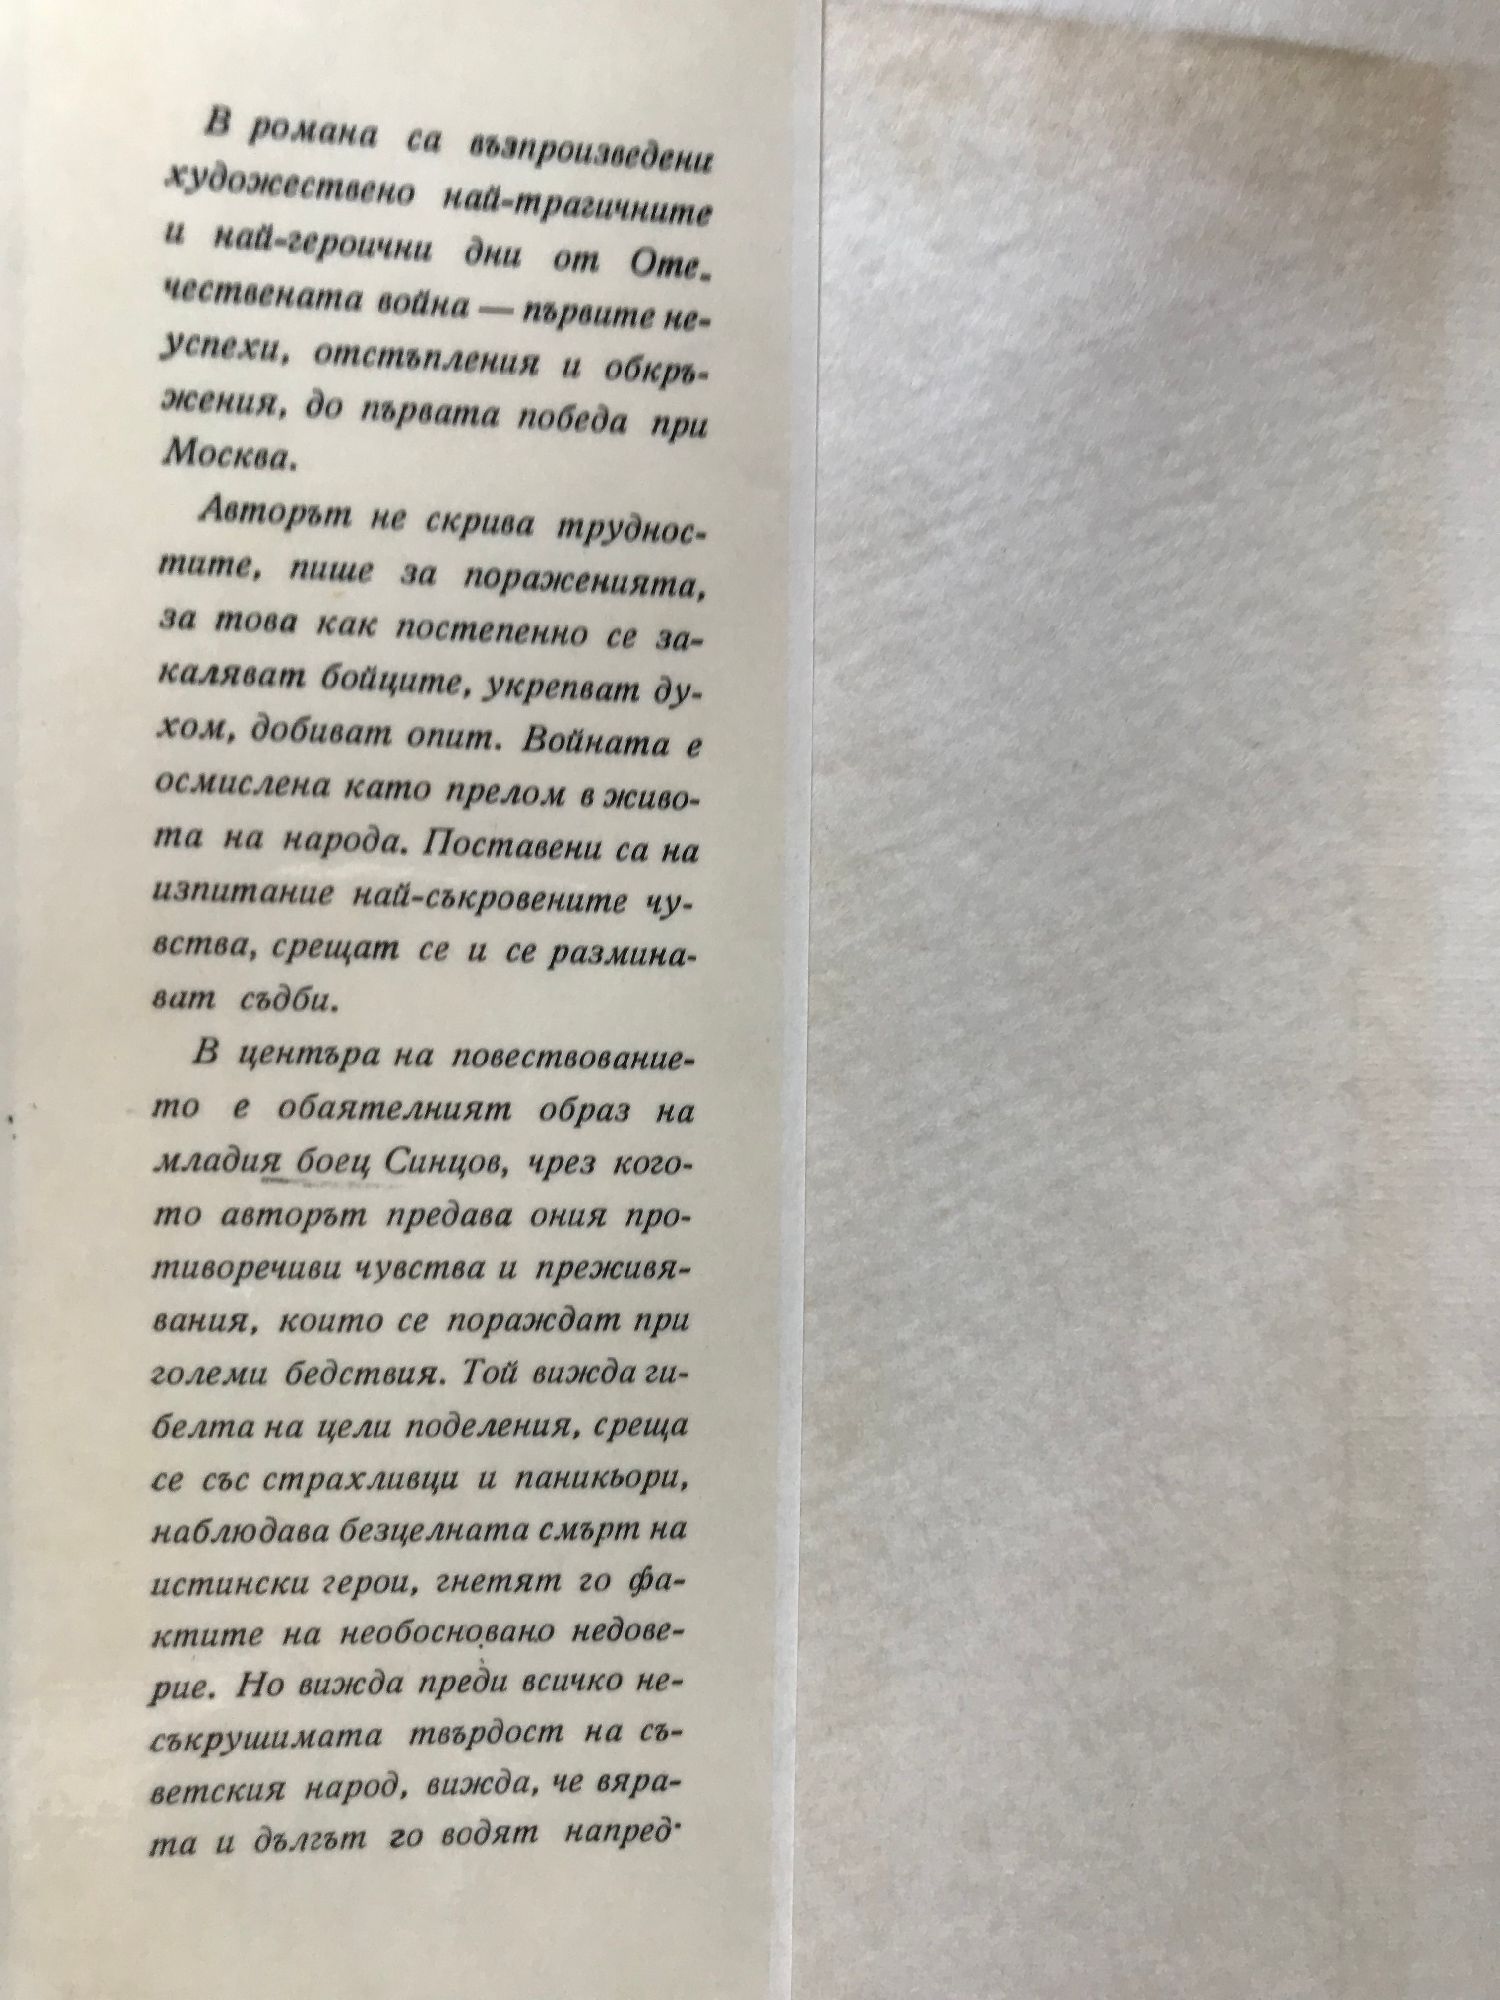 В романа са възпроизведени
художествено най-трагичните
и най-героични дни от Оте-
чествената война — първите не-
успехи, отстъпления и обкръ-
жения, до първата победа при
Москва.
Авторът не скрива труднос-
тите, пише за пораженията,
за това как постепенно се за-
каляват бойците, укрепват ду-
хом, добиват опит. Войната е
осмислена като прелом в живо-
та на народа. Поставени са на
изпитание най-съкровените чу-
вства, срещат се и се размина-
ват съдби.
В центъра на повествование-
то е обаятелният образ на
младия боец Синцов, чрез кого-
то авторът предава ония про-
тиворечиви чувства и преживя-
вания, които се пораждат при
големи бедствия. Той вижда ги-
белта на цели поделения, среща
се със страхливци и паникьори,
наблюдава безцелната смърт на
истински герои, гнетят го фа-
ктите на необосновано недове-
рие. Но вижда преди всичко не-
съкрушимата твърдост на съ-
ветския народ, вижда, че вяра-
та и дългът го водят напред.